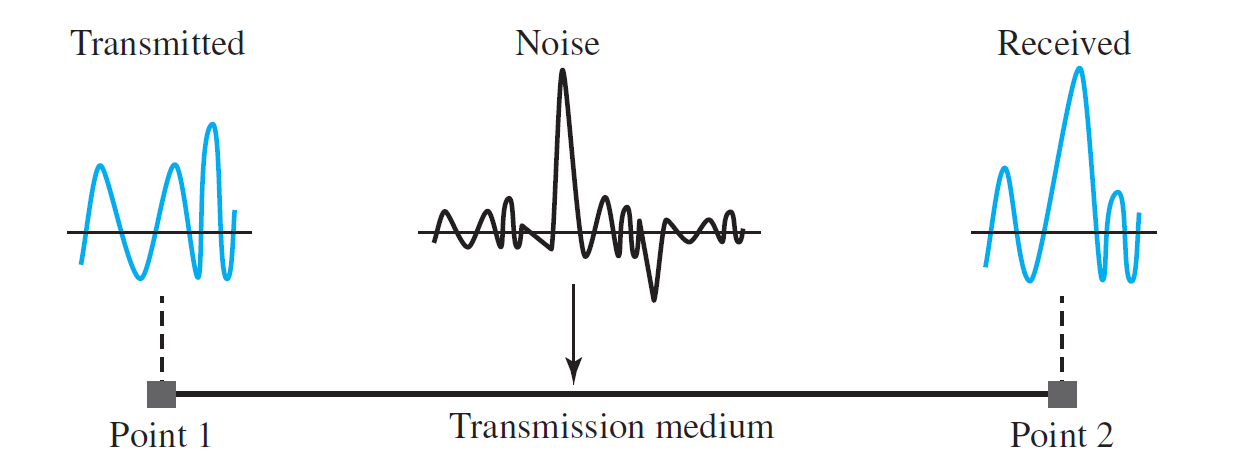 Transmitted
Noise
Received
Transmission medium
Point 1
Point 2